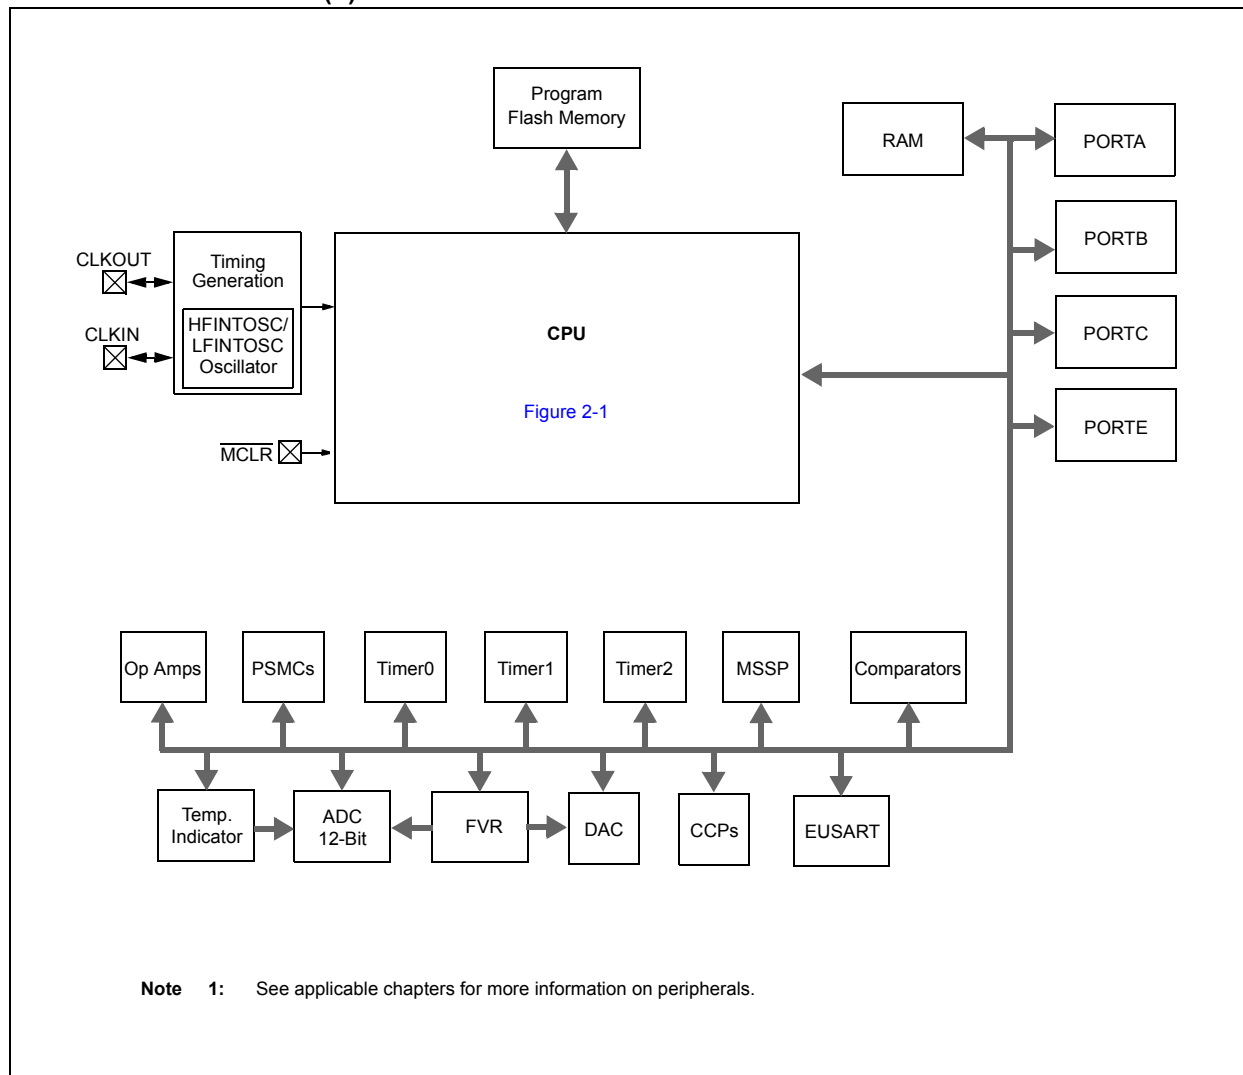 Program
Flash Memory
RAM
PORTA
PORTB
CLKOUT
Timing
Generation
CLKIN
HFINTOSC/
LFINTOSC
Oscillator
CPU
PORTC
Figure 2-1
PORTE
MCLR
Op Amps
PSMCs
Timer0
Timer1
Timer2
MSSP
Comparators
Temp.
Indicator
ADC
12-Bit
FVR
DAC
CCPs
EUSART
Note 1: See applicable chapters for more information on peripherals.